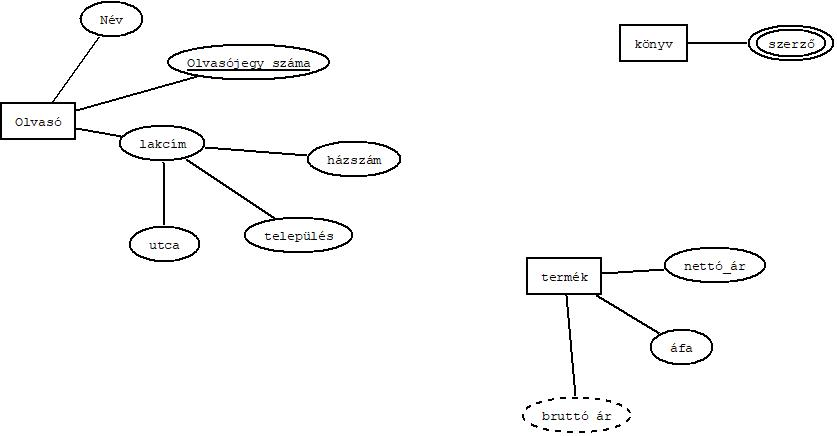 Név
Olvasójegy száma
Olvasó
lakcím
házszám
utca
település
könyv
szerző
termék
nettó_ár
áfa
bruttó ár